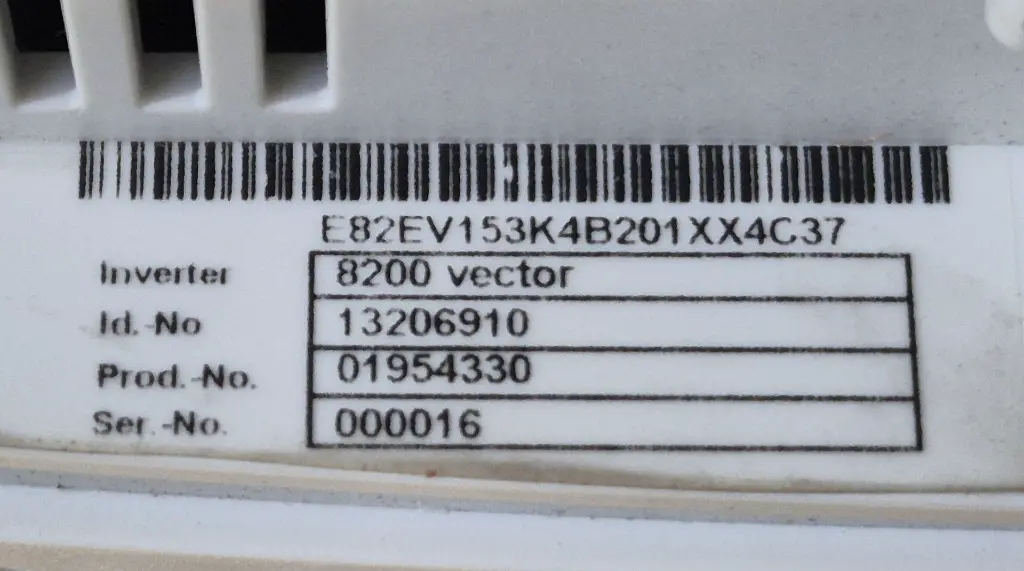 E82EV153K4B201XX4C37
Inverter 8200 vector
Id.-No 13206910
Prod.-No. 01954330
Ser.-No. 000016